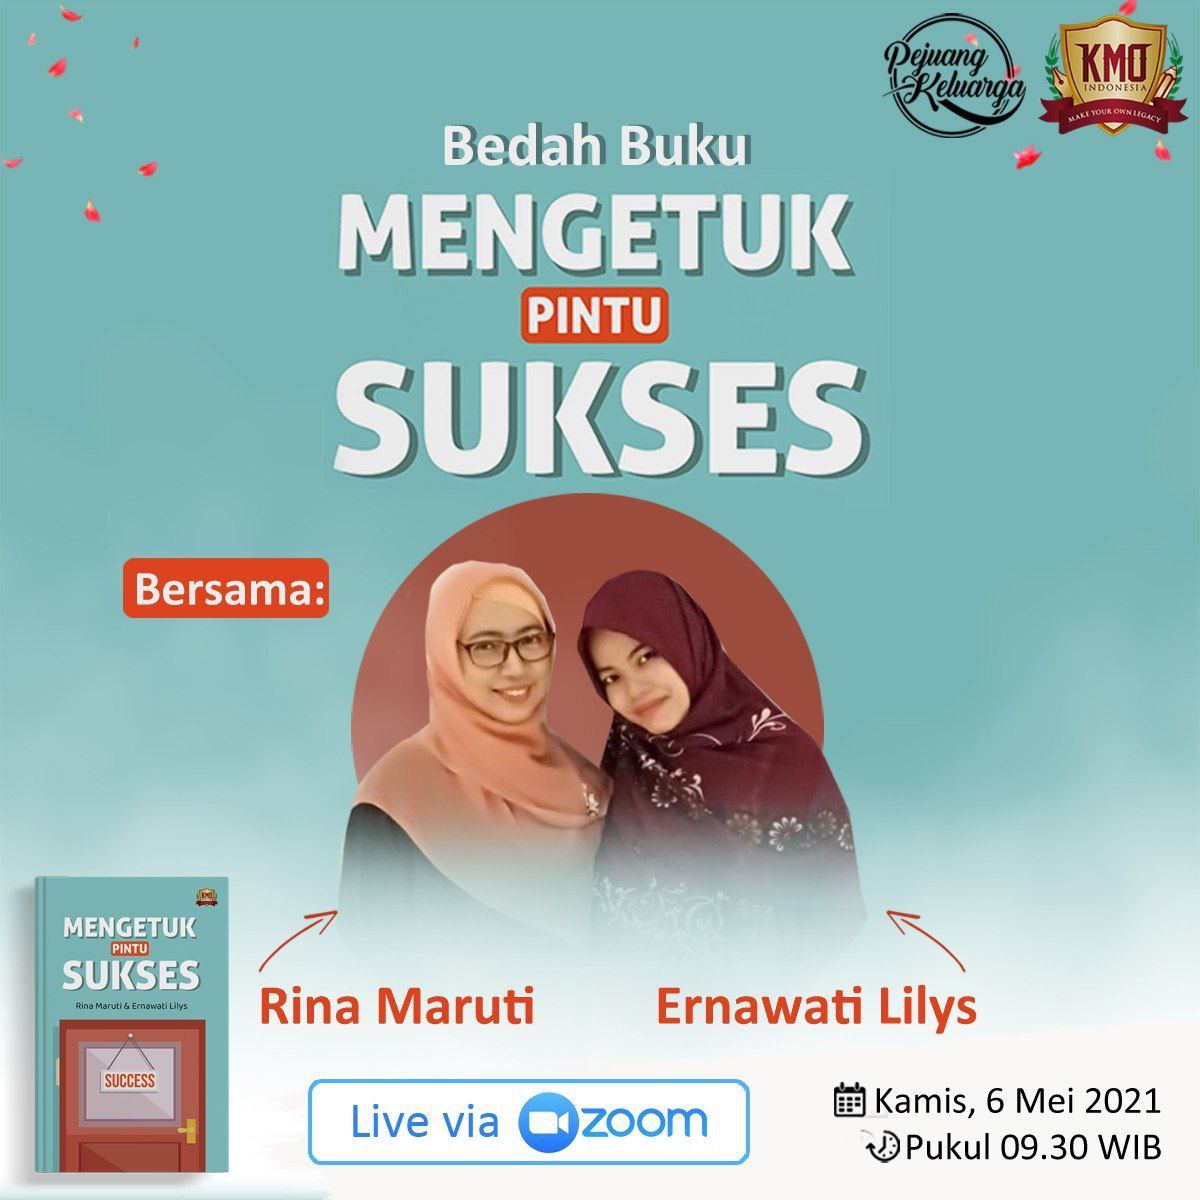 Pejuang
Keluarga
KMO
INDONESIA
MAKE YOUR OWN LEGACY
Bedah Buku
MENGETUK
PINTU
SUKSES
Bersama:
KMO
MENGETUK
PINTU
SUKSES
Rina Maruti & Ernawati Lilys
SUCCESS
Rina Maruti
Ernawati Lilys
Live via zoom
Kamis, 6 Mei 2021
Pukul 09.30 WIB